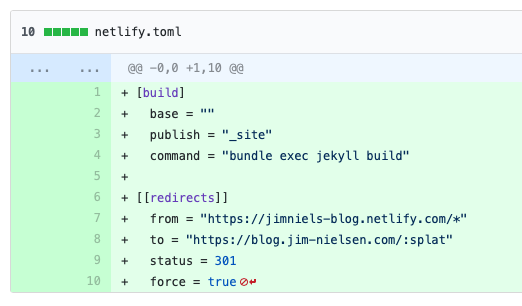 10 netlify.toml
... ... @@ -0,0 +1,10 @@
1 + [build]
2 +   base = ""
3 +   publish = "_site"
4 +   command = "bundle exec jekyll build"
5 +
6 + [[redirects]]
7 +   from = "https://jimniels-blog.netlify.com/*"
8 +   to = "https://blog.jim-nielsen.com/:splat"
9 +   status = 301
10 +   force = true